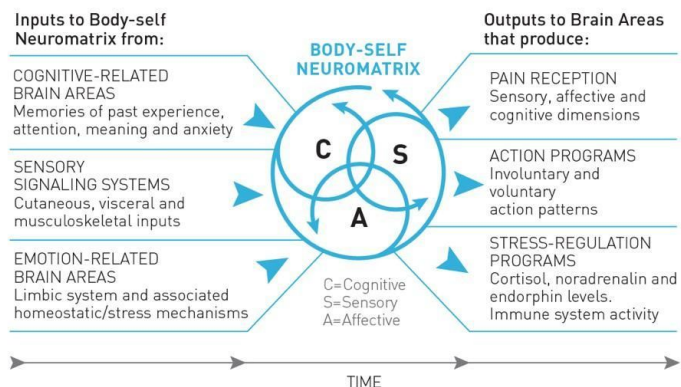 Inputs to Body-self
Neuromatrix from:
COGNITIVE-RELATED
BRAIN AREAS
Memories of past experience,
attention, meaning and anxiety
SENSORY
SIGNALING SYSTEMS
Cutaneous, visceral and
musculoskeletal inputs
EMOTION-RELATED
BRAIN AREAS
Limbic system and associated
homeostatic/stress mechanisms
BODY-SELF
NEUROMATRIX
C
S
A
C=Cognitive
S=Sensory
A=Affective
Outputs to Brain Areas
that produce:
PAIN RECEPTION
Sensory, affective and
cognitive dimensions
ACTION PROGRAMS
Involuntary and
voluntary
action patterns
STRESS-REGULATION
PROGRAMS
Cortisol, noradrenalin and
endorphin levels.
Immune system activity
TIME